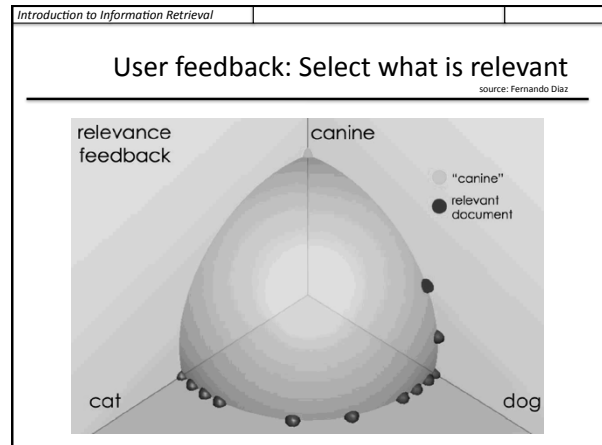 Introduction to Information Retrieval
User feedback: Select what is relevant
source: Fernando Diaz
relevance
feedback
canine
"canine"
relevant
document
cat
dog